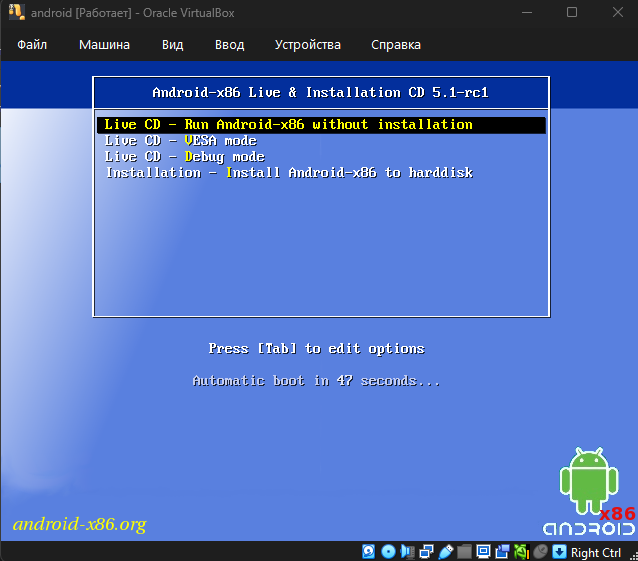 android [Работает] - Oracle VirtualBox
Файл Машина Вид Ввод Устройства Справка
Android-x86 Live & Installation CD 5.1-rc1
Live CD - Run Android-x86 without installation
Live CD - VESA mode
Live CD - Debug mode
Installation - Install Android-x86 to harddisk
Press [Tab] to edit options
Automatic boot in 47 seconds...
x86
android-x86.org
ANDROID
Right Ctrl